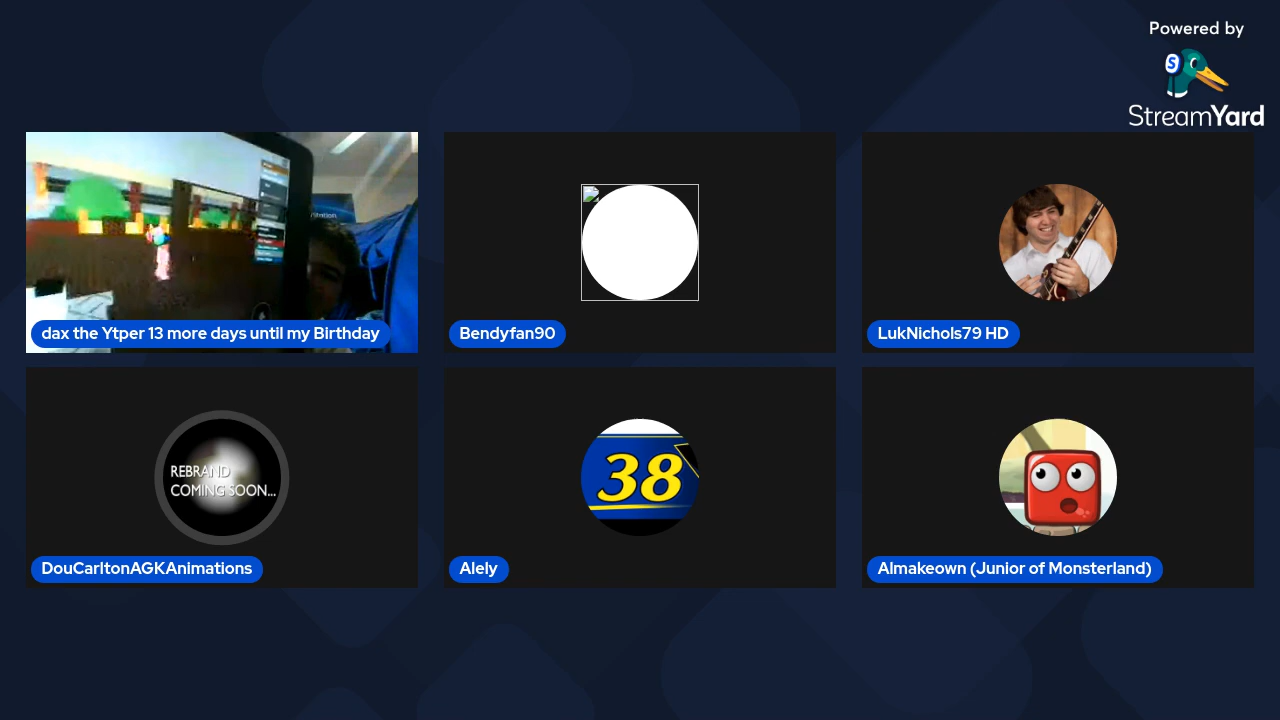 Powered by
S
StreamYard
dax the Ytper 13 more days until my Birthday
Bendyfan90
LukNichols79 HD
REBRAND
COMING SOON...
38
DouCarltonAGKAnimations
Alely
Almakeown (Junior of Monsterland)